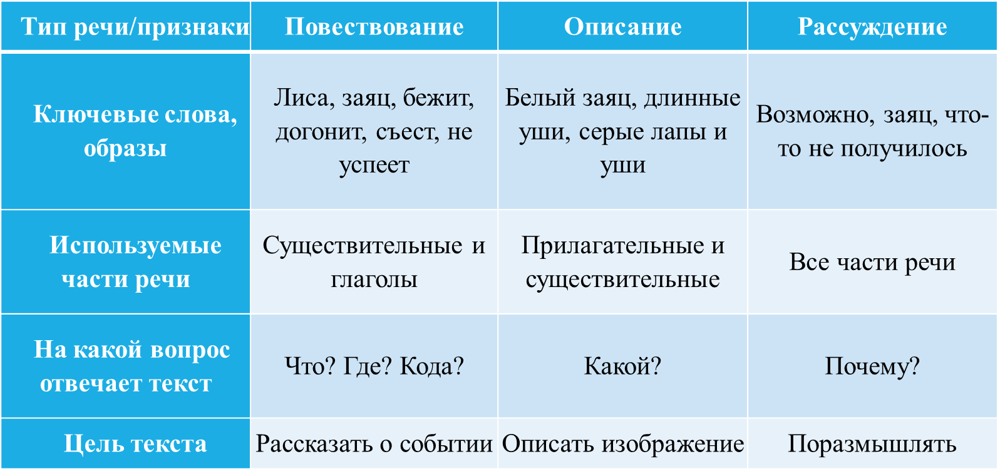 Тип речи/признаки
Повествование
Описание
Рассуждение
Ключевые слова,
образы
Лиса, заяц, бежит,
догонит, съест, не
успеет
Белый заяц, длинные
уши, серые лапы и
уши
Возможно, заяц, что-
то не получилось
Используемые
части речи
Существительные и
глаголы
Прилагательные и
существительные
Все части речи
На какой вопрос
отвечает текст
Что? Где? Кода?
Какой?
Почему?
Цель текста
Рассказать о событии
Описать изображение
Поразмышлять